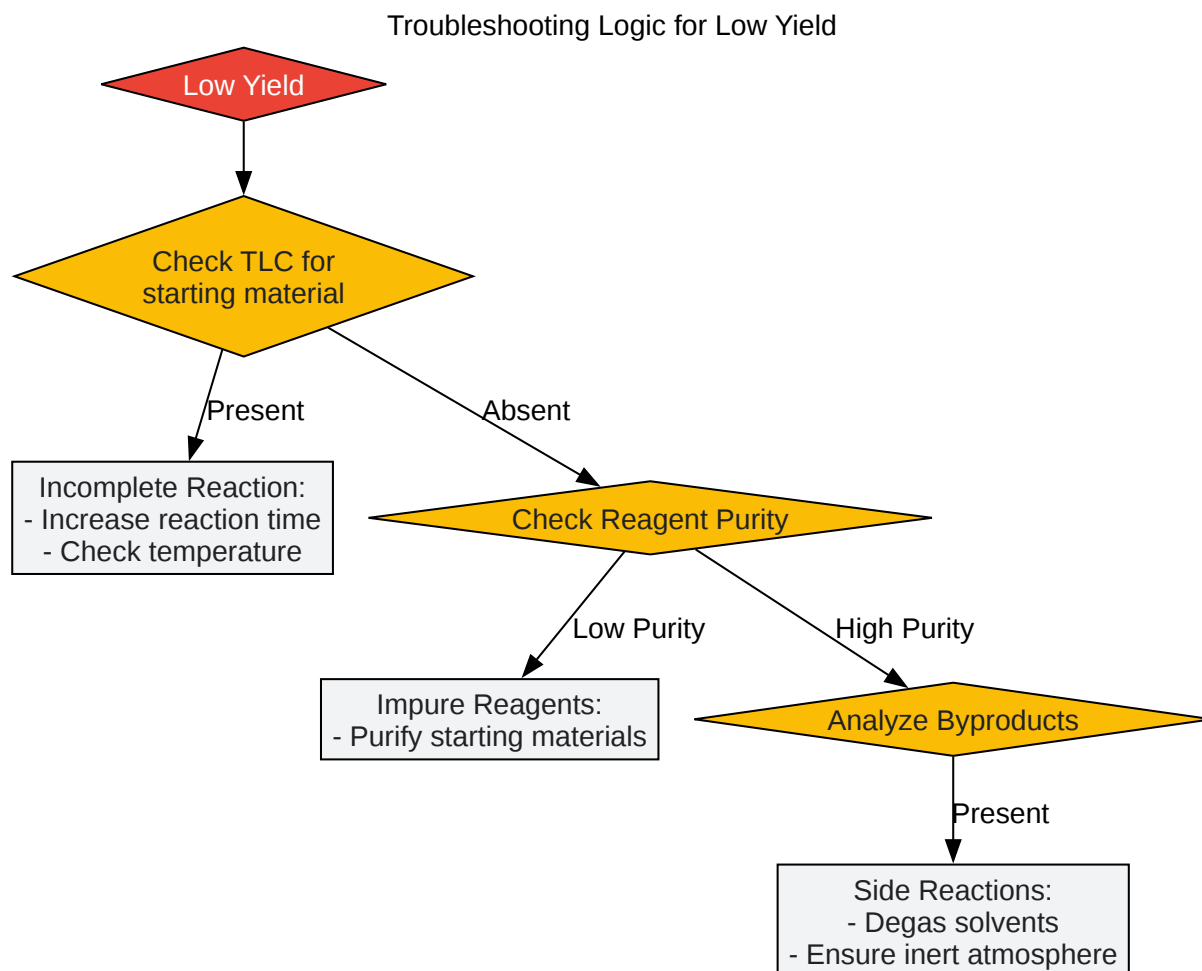 Troubleshooting Logic for Low Yield
Low Yield
Check TLC for
starting material
Present
Absent
Incomplete Reaction:
- Increase reaction time
- Check temperature
Check Reagent Purity
Low Purity
High Purity
Impure Reagents:
- Purify starting materials
Analyze Byproducts
Present
Side Reactions:
- Degas solvents
- Ensure inert atmosphere